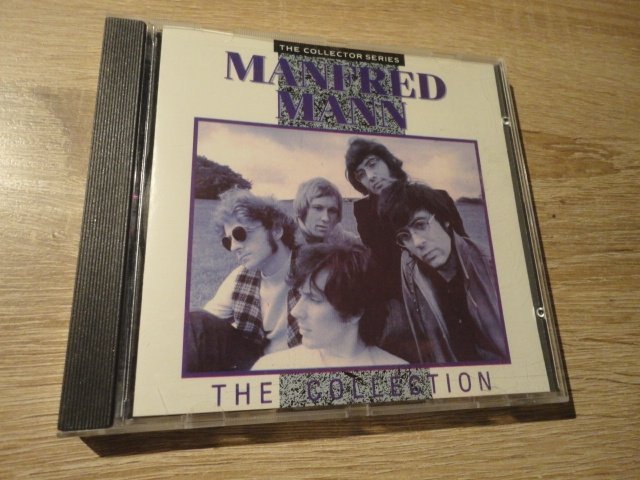 THE COLLECTOR SERIES
MANFRED
MANN
THE COLLECTION